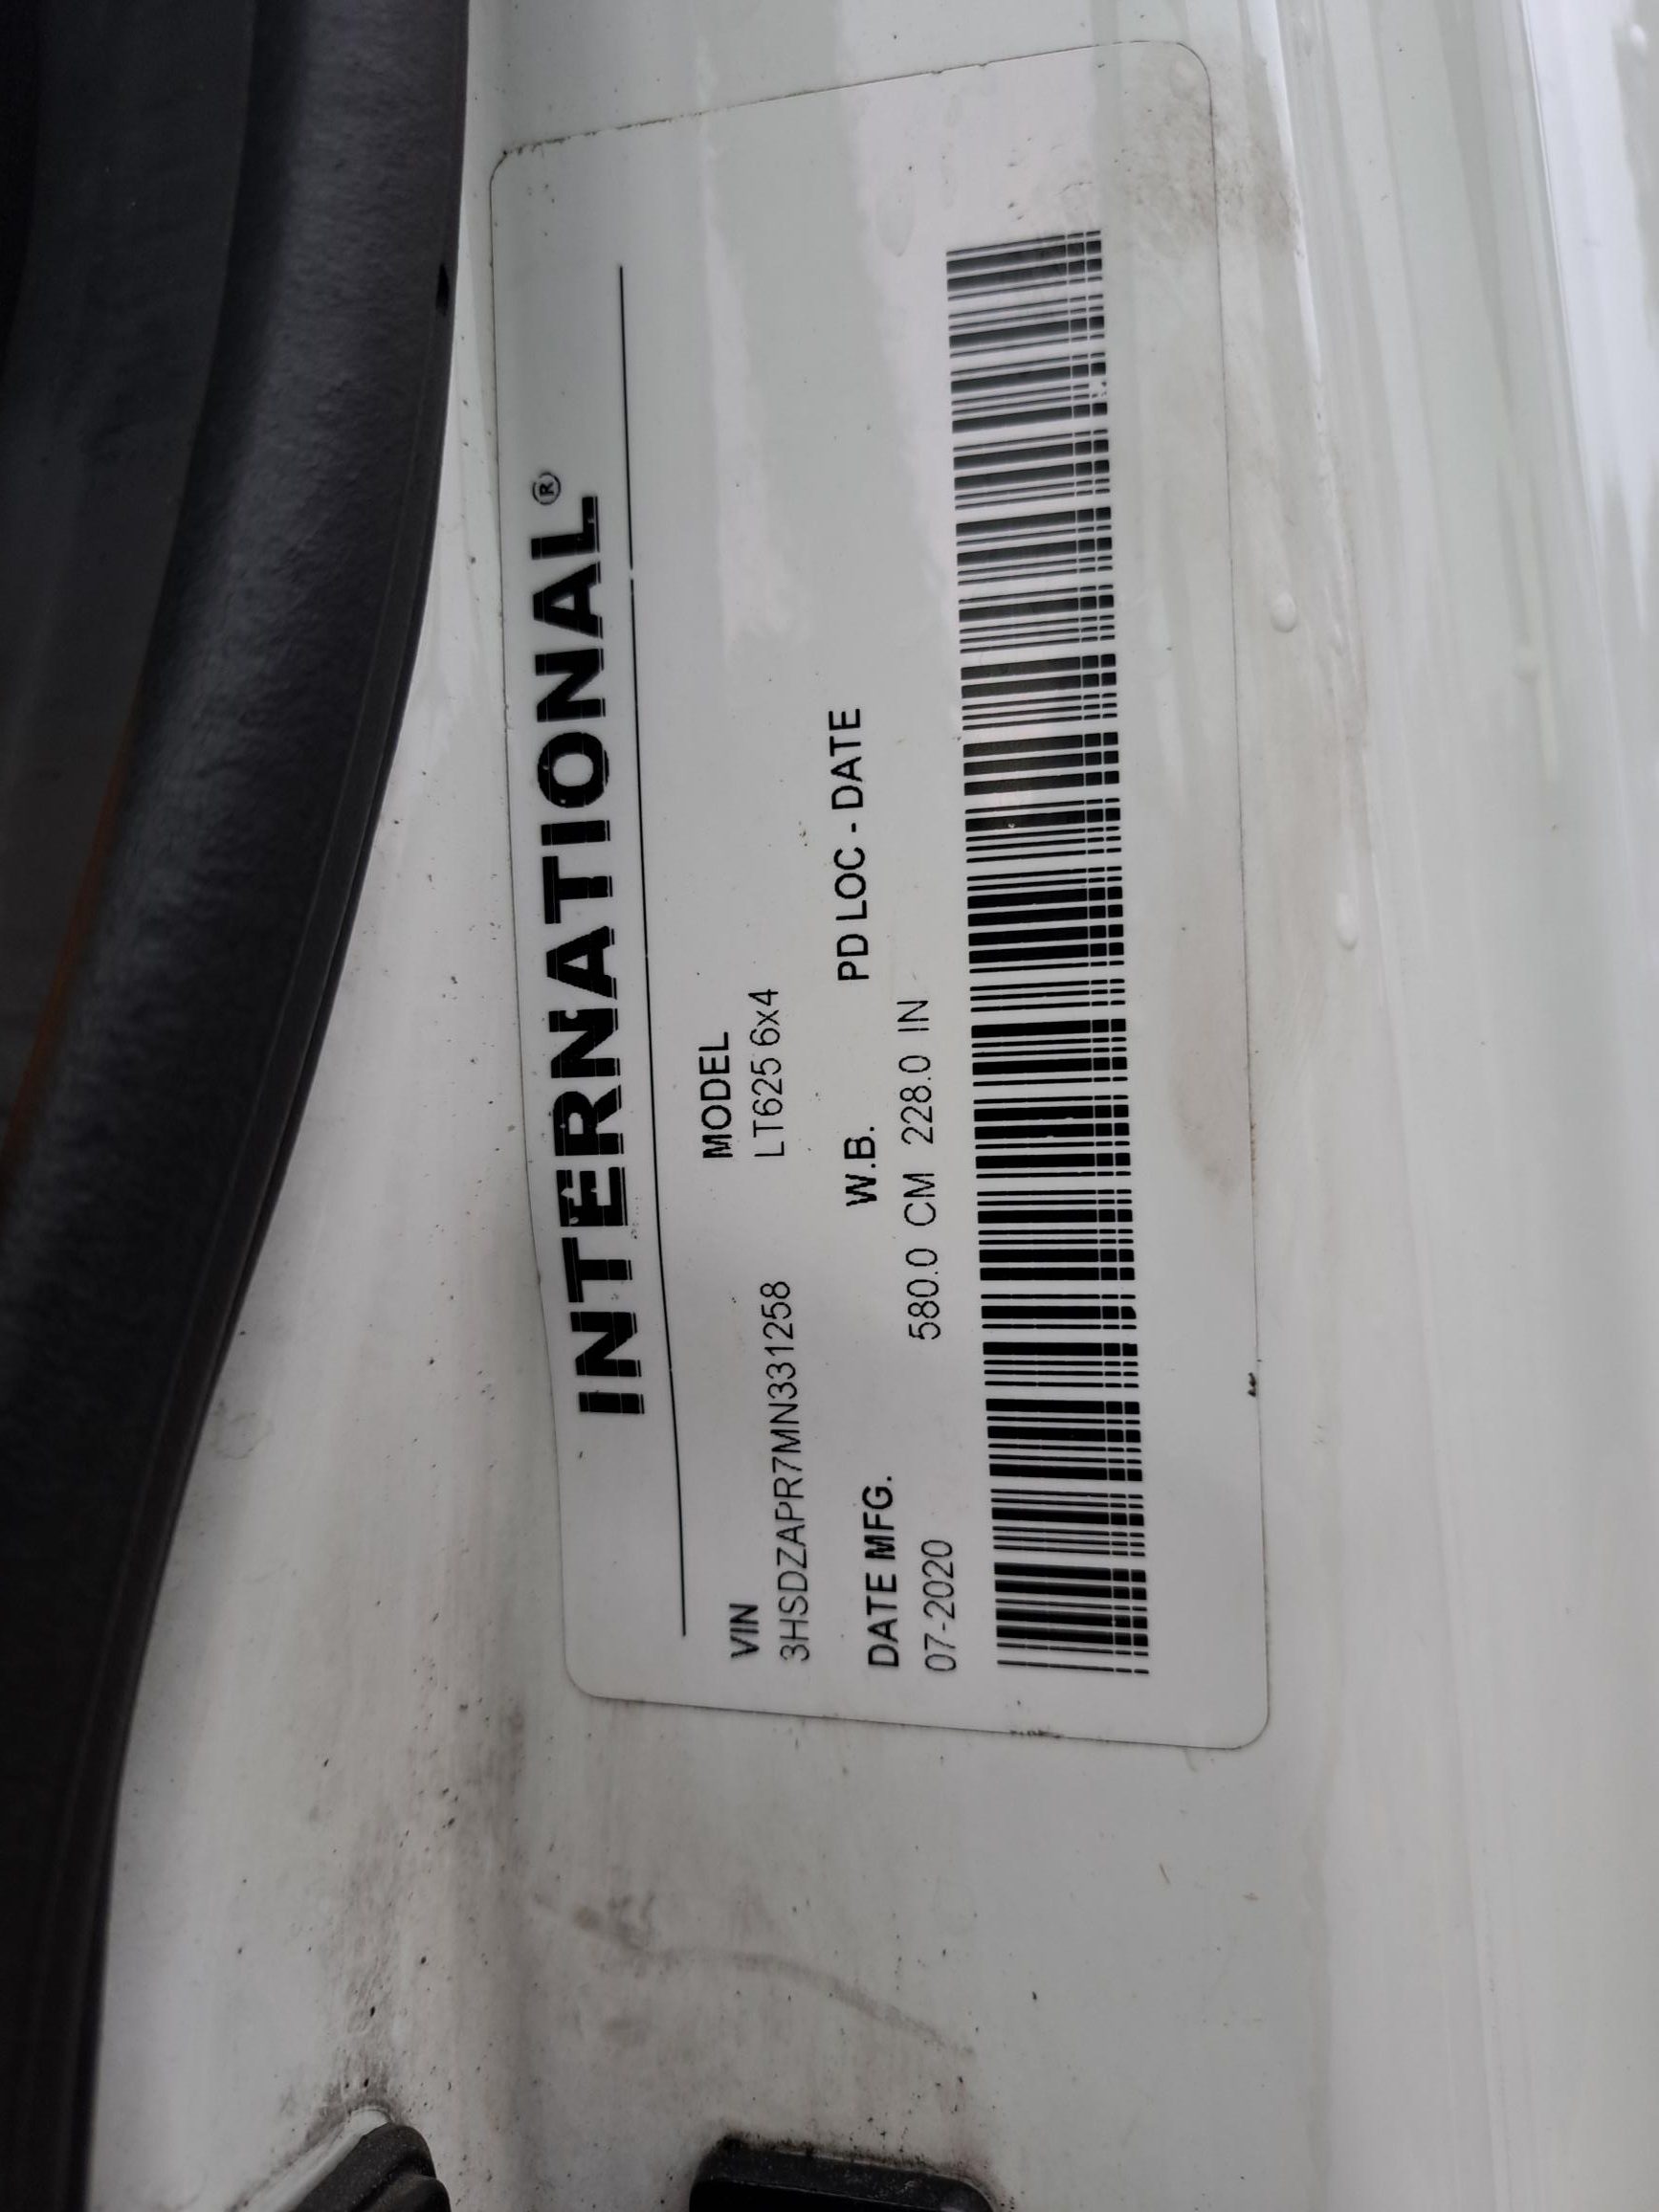 INTERNATIONAL®
VIN MODEL
3HSDZAPR7MN331258 LT625 6x4
DATE MFG. W.B. PD LOC - DATE
07-2020 580.0 CM 228.0 IN